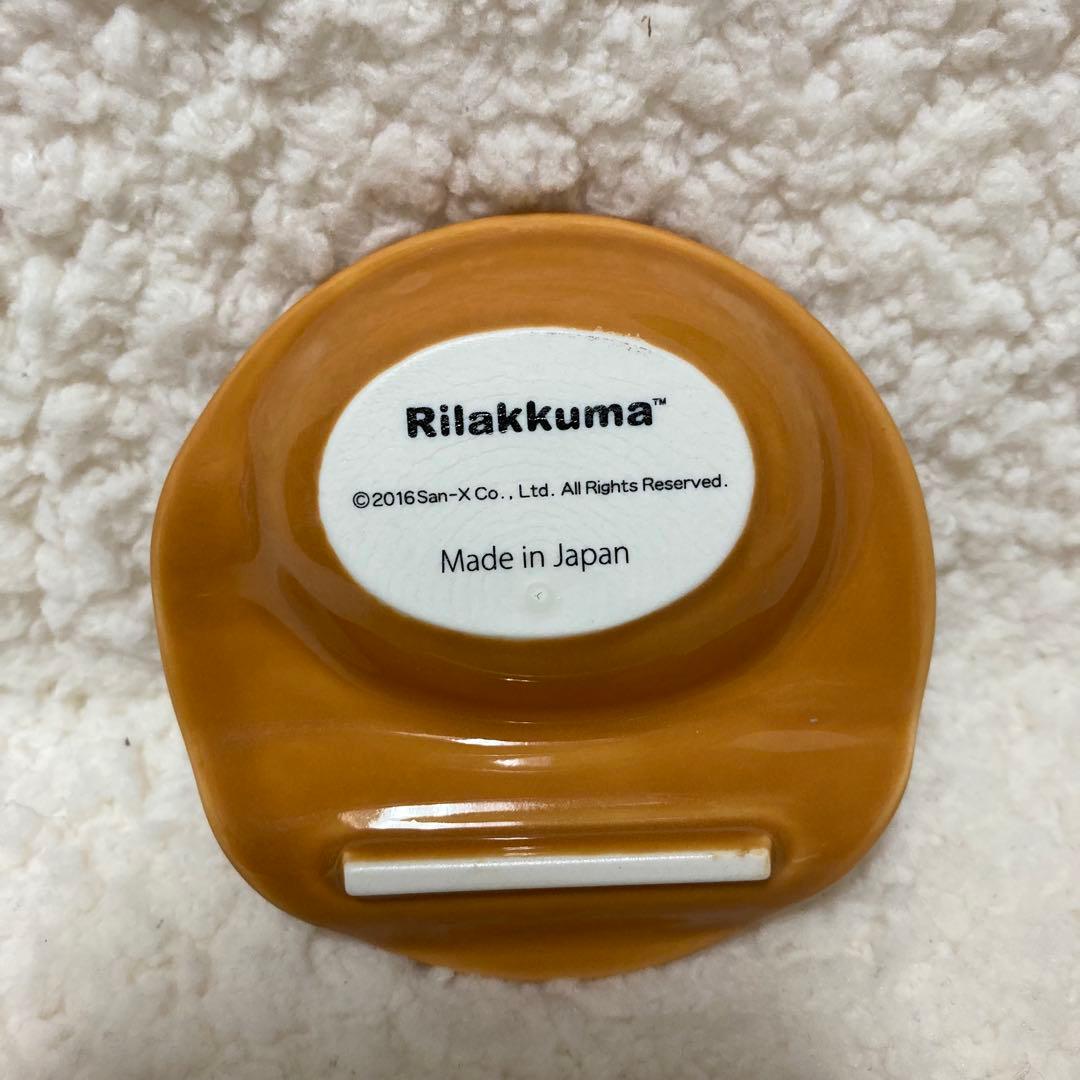 Rilakkuma™
©2016 San-X Co., Ltd. All Rights Reserved.
Made in Japan